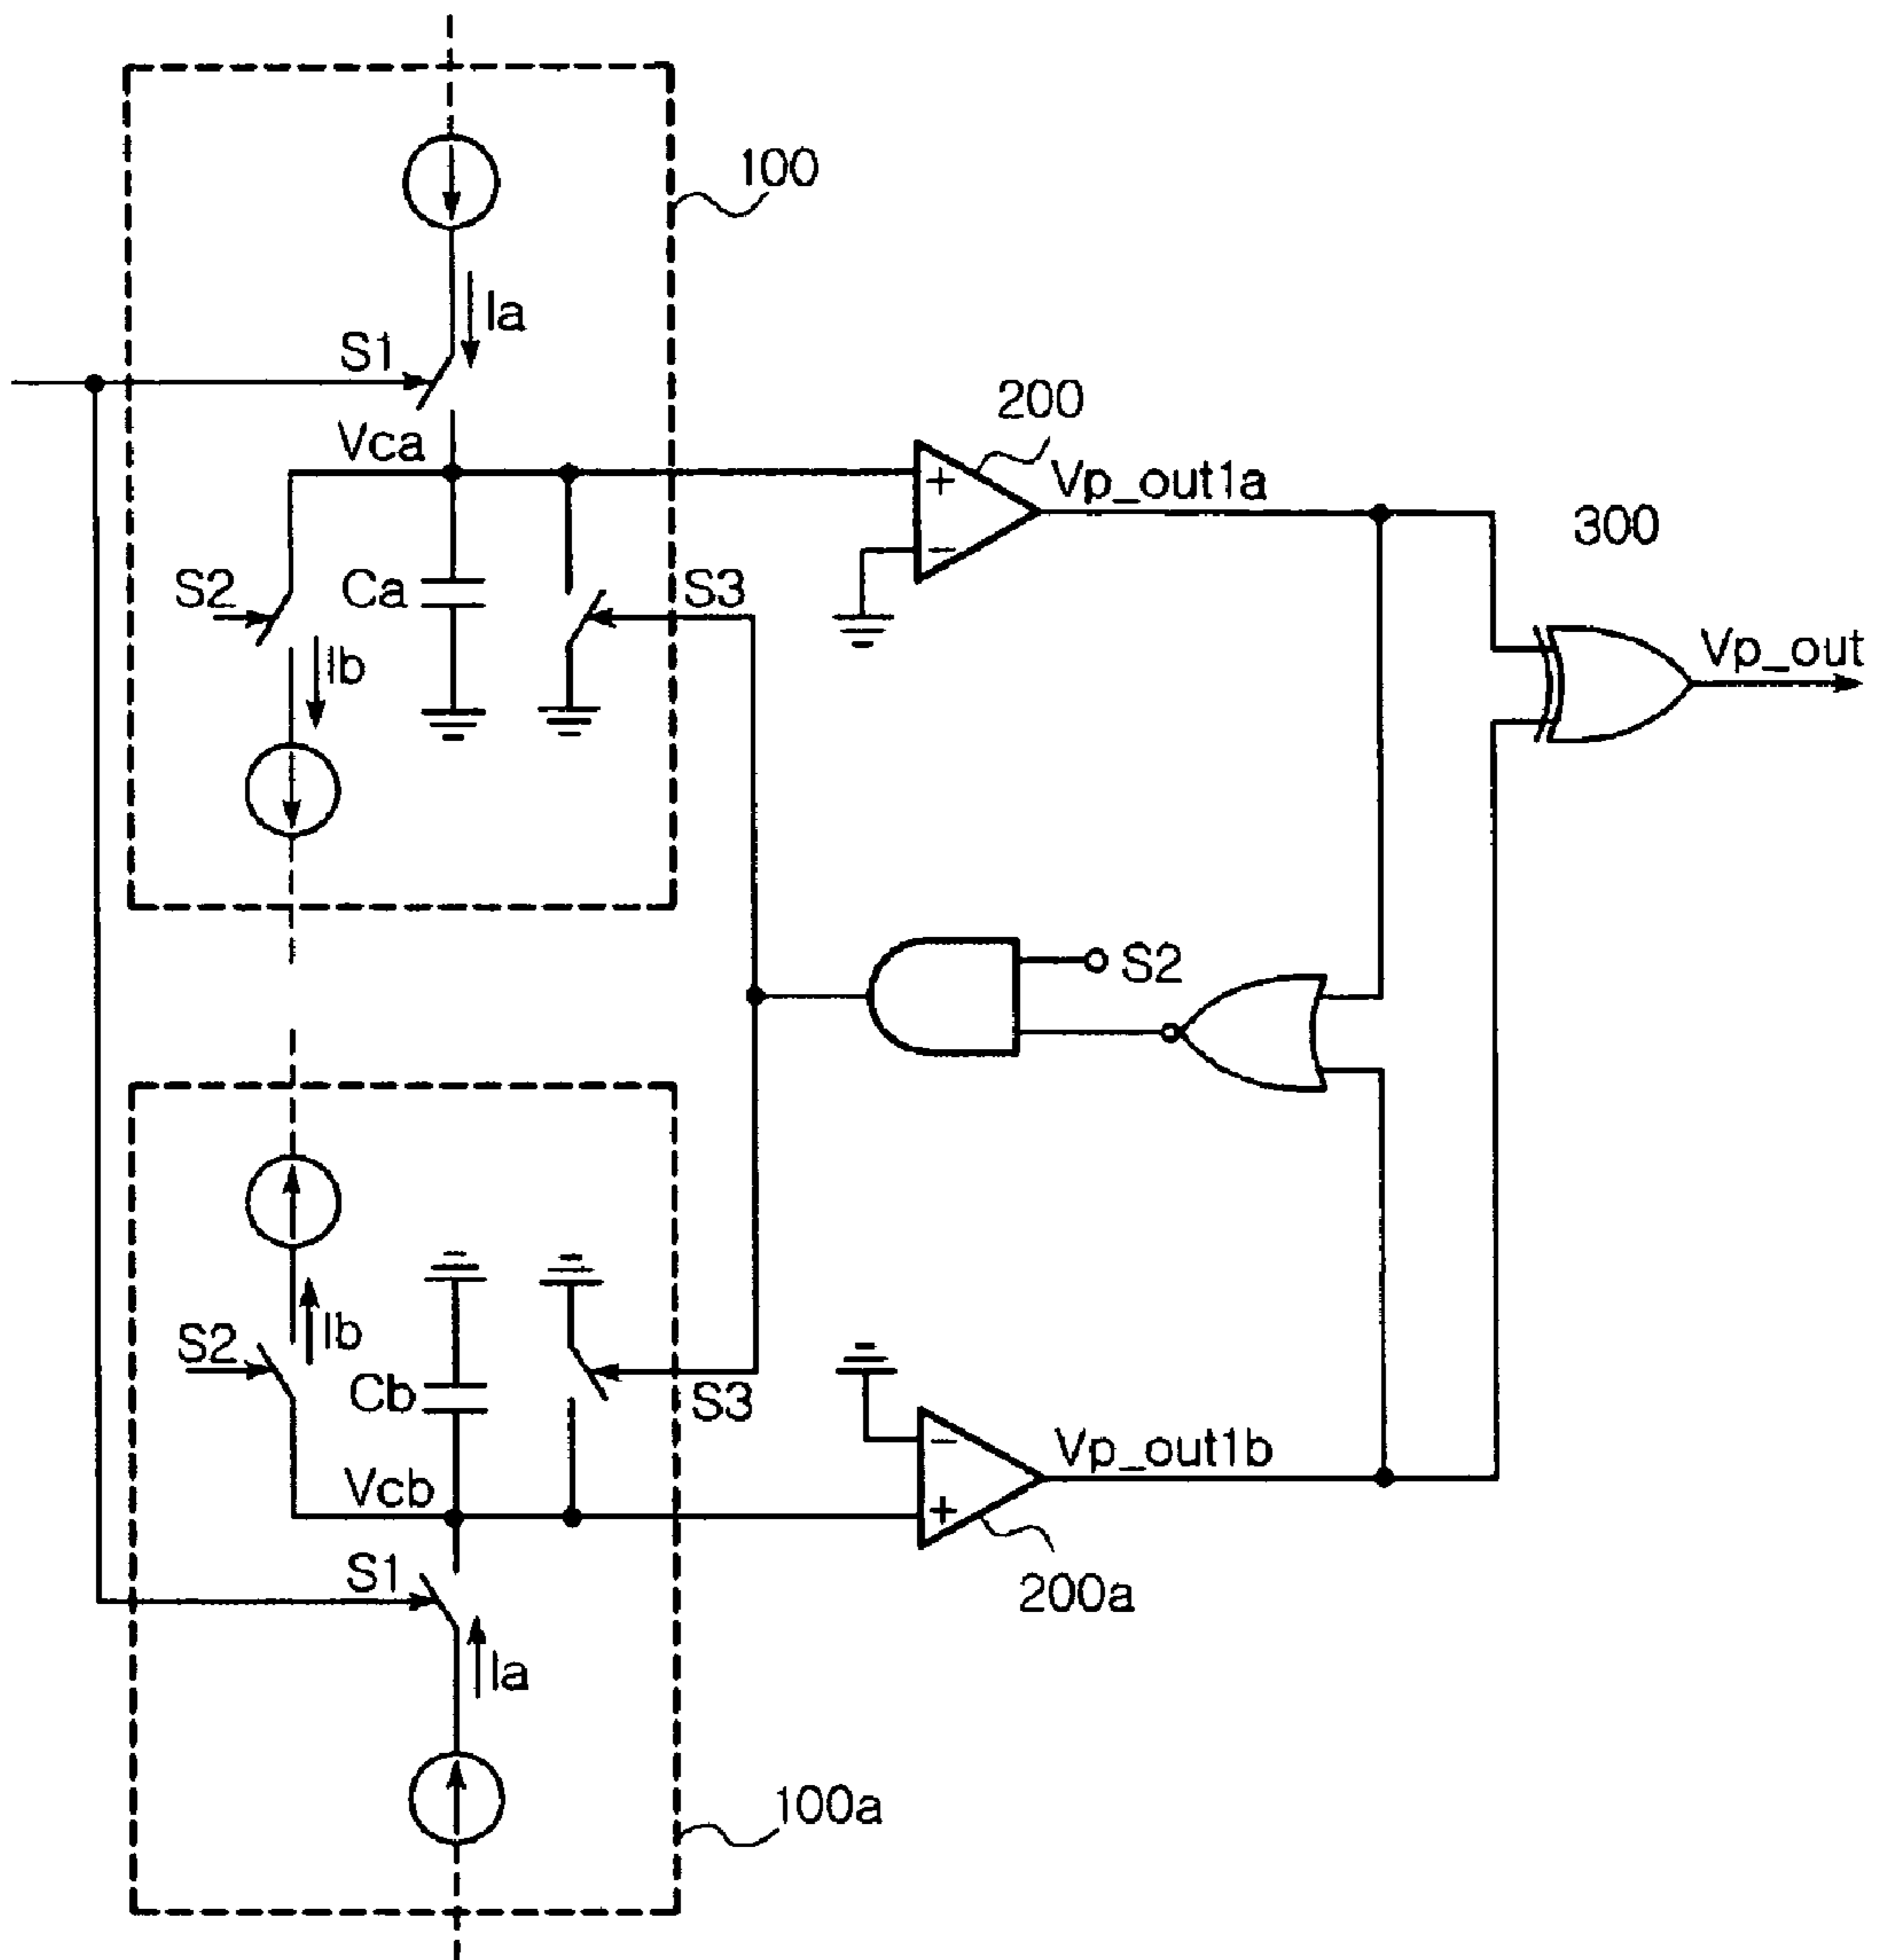 100
Ia
S1
Vca
200
Vp_out1a
300
S2
Ca
S3
Ib
Vp_out
+
−
S2
Ib
S2
Cb
S3
Vp_out1b
Vcb
−
+
S1
200a
Ia
100a